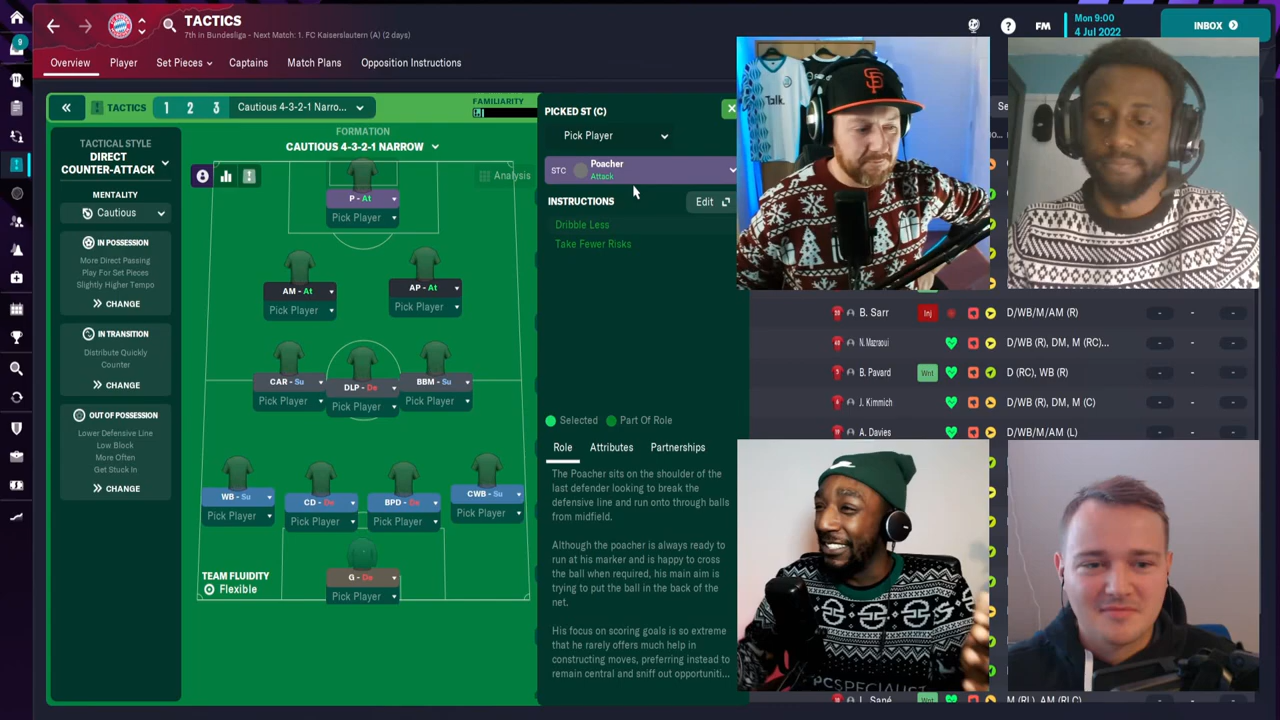 TACTICS
7th in Bundesliga - Next Match: 1. FC Kaiserslautern (A) (2 days)
FM
Mon 9:00
4 Jul 2022
INBOX
9
Overview
Player
Set Pieces
Captains
Match Plans
Opposition Instructions
TACTICS
1 2 3
Cautious 4-3-2-1 Narro...
FAMILIARITY
TACTICAL STYLE
DIRECT
COUNTER-ATTACK
MENTALITY
Cautious
IN POSSESSION
More Direct Passing
Play For Set Pieces
Slightly Higher Tempo
CHANGE
IN TRANSITION
Distribute Quickly
Counter
CHANGE
OUT OF POSSESSION
Lower Defensive Line
Low Block
More Often
Get Stuck In
CHANGE
FORMATION
CAUTIOUS 4-3-2-1 NARROW
Analysis
P - At
Pick Player
AM - At
Pick Player
AP - At
Pick Player
CAR - Su
Pick Player
DLP - De
Pick Player
BBM - Su
Pick Player
WB - Su
Pick Player
CD - De
Pick Player
BPD - De
Pick Player
CWB - Su
Pick Player
G - De
Pick Player
TEAM FLUIDITY
Flexible
PICKED ST (C)
Pick Player
STC
Poacher
Attack
INSTRUCTIONS
Edit
Dribble Less
Take Fewer Risks
Selected
Part Of Role
Role
Attributes
Partnerships
The Poacher sits on the shoulder of the
last defender looking to break the
defensive line and run onto through balls
from midfield.
Although the poacher is always ready to
run at his marker and is happy to cross
the ball when required, his main aim is
trying to put the ball in the back of the
net.
His focus on scoring goals is so extreme
that he rarely offers much help in
constructing moves, preferring instead to
remain central and sniff out opportuniti...
Se
Talk.
B. Sarr
Inj
D/WB/M/AM (R)
- - -
N. Mazraoui
D/WB (R), DM, M (RC)...
- - -
B. Pavard
Wnt
D (RC), WB (R)
- - -
J. Kimmich
D/WB (R), DM, M (C)
- - -
A. Davies
D/WB/M/AM (L)
- - -
PCSPECIALIST
L. Sané
Wnt
M (RL), AM (RLC)
- - -